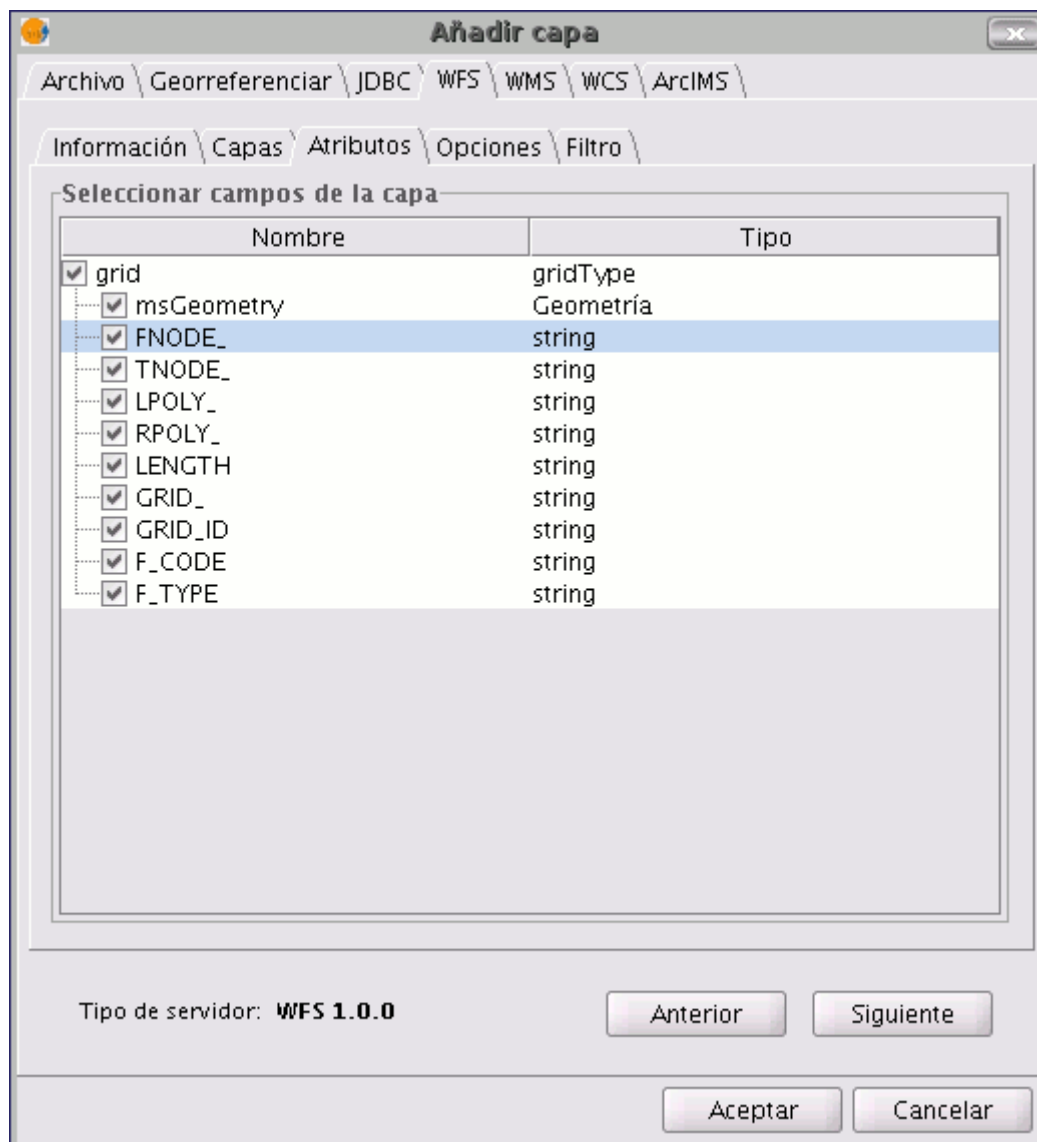 Añadir capa
Archivo Georreferenciar JDBC WFS WMS WCS ArcIMS
Información Capas Atributos Opciones Filtro
Seleccionar campos de la capa
Nombre Tipo
grid gridType
msGeometry Geometría
FNODE_ string
TNODE_ string
LPOLY_ string
RPOLY_ string
LENGTH string
GRID_ string
GRID_ID string
F_CODE string
F_TYPE string
Tipo de servidor: WFS 1.0.0 Anterior Siguiente
Aceptar Cancelar